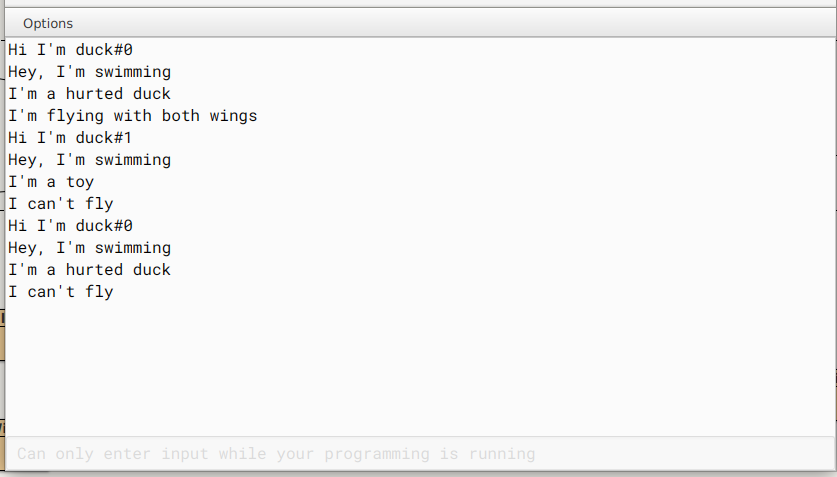 Options
Hi I'm duck#0
Hey, I'm swimming
I'm a hurted duck
I'm flying with both wings
Hi I'm duck#1
Hey, I'm swimming
I'm a toy
I can't fly
Hi I'm duck#0
Hey, I'm swimming
I'm a hurted duck
I can't fly
Can only enter input while your programming is running